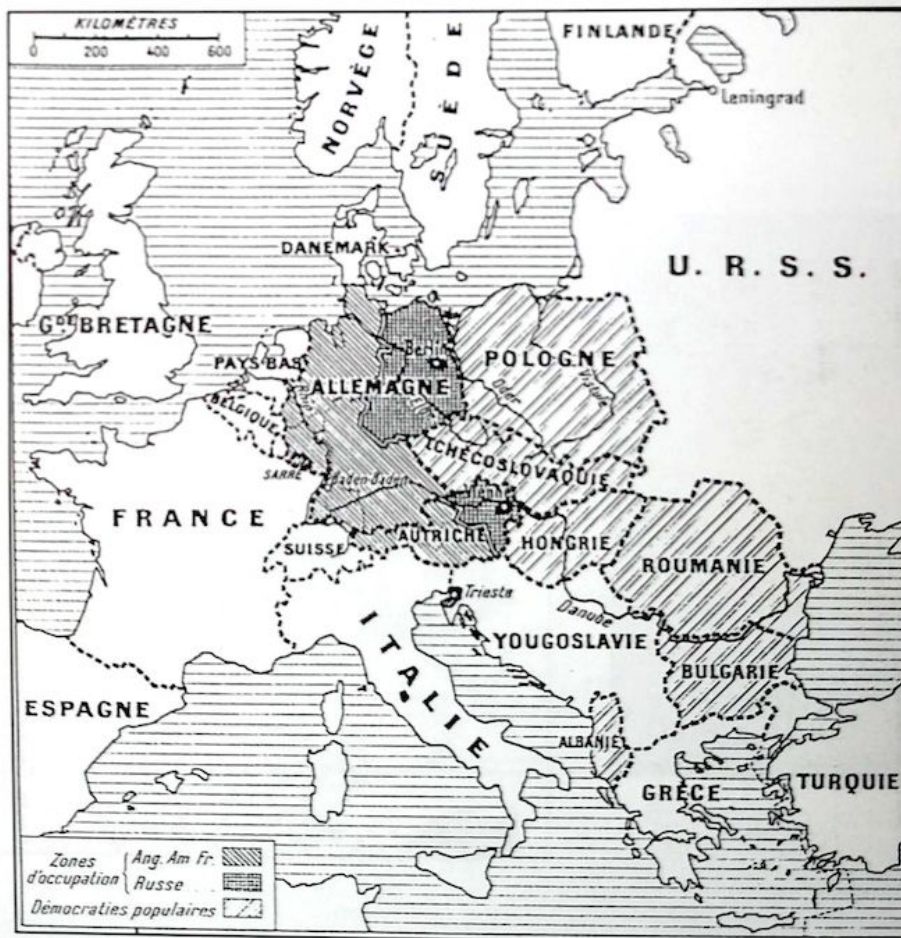 KILOMÈTRES
0 200 400 600
NORVÈGE
SUÈDE
FINLANDE
Leningrad
DANEMARK
U. R. S. S.
Gde BRETAGNE
PAYS-BAS
Berlin
POLOGNE
ALLEMAGNE
Oder
Vistule
BELGIQUE
TCHÉCOSLOVAQUIE
SARRE
Baden-Baden
Vienne
FRANCE
SUISSE
AUTRICHE
HONGRIE
ROUMANIE
Trieste
Danube
YOUGOSLAVIE
ITALIE
BULGARIE
ESPAGNE
ALBANIE
GRÈCE
TURQUIE
Zones d'occupation
Ang. Am Fr.
Russe
Démocraties populaires